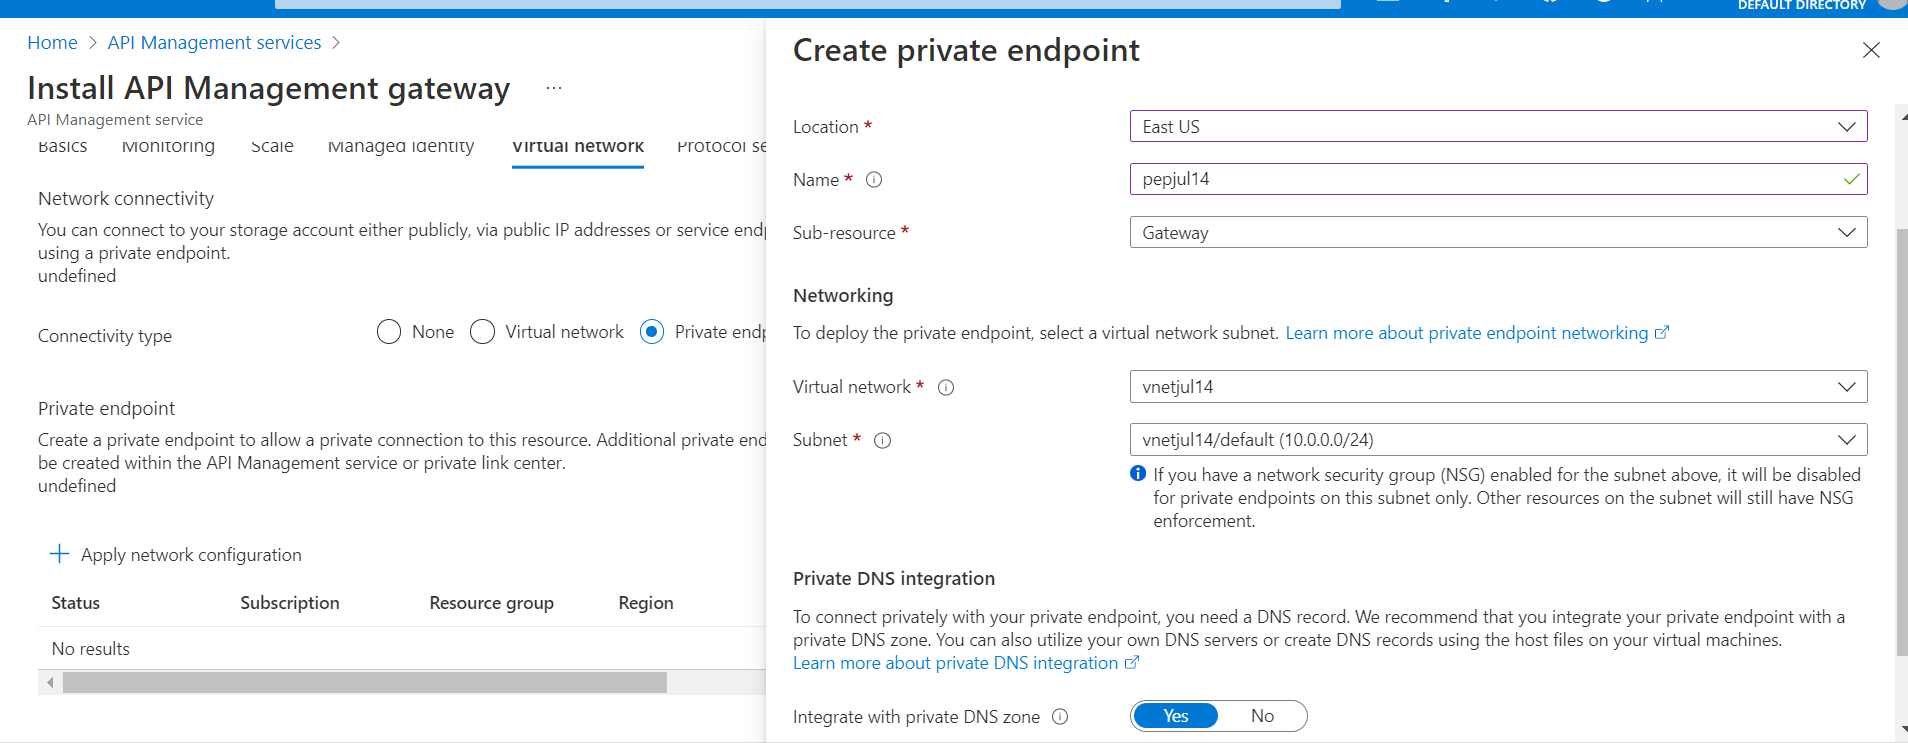 DEFAULT DIRECTORY
Home > API Management services >
Install API Management gateway ...
API Management service
Basics Monitoring Scale Managed identity Virtual network Protocol se
Network connectivity
You can connect to your storage account either publicly, via public IP addresses or service endp
using a private endpoint.
undefined
Connectivity type None Virtual network Private endp
Private endpoint
Create a private endpoint to allow a private connection to this resource. Additional private end
be created within the API Management service or private link center.
undefined
+ Apply network configuration
Status Subscription Resource group Region
No results
Create private endpoint
Location * East US
Name * pepjul14
Sub-resource * Gateway
Networking
To deploy the private endpoint, select a virtual network subnet. Learn more about private endpoint networking
Virtual network * vnetjul14
Subnet * vnetjul14/default (10.0.0.0/24)
If you have a network security group (NSG) enabled for the subnet above, it will be disabled
for private endpoints on this subnet only. Other resources on the subnet will still have NSG
enforcement.
Private DNS integration
To connect privately with your private endpoint, you need a DNS record. We recommend that you integrate your private endpoint with a
private DNS zone. You can also utilize your own DNS servers or create DNS records using the host files on your virtual machines.
Learn more about private DNS integration
Integrate with private DNS zone Yes No